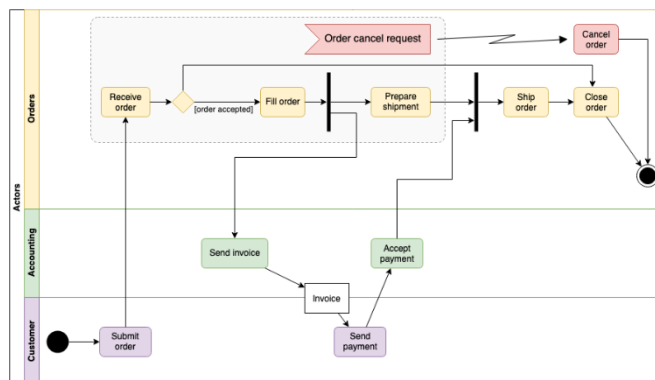 Order cancel request
Cancel
order
Receive
order
[order accepted]
Fill order
Prepare
shipment
Ship
order
Close
order
Actors
Orders
Accounting
Customer
Send invoice
Accept
payment
Invoice
Submit
order
Send
payment